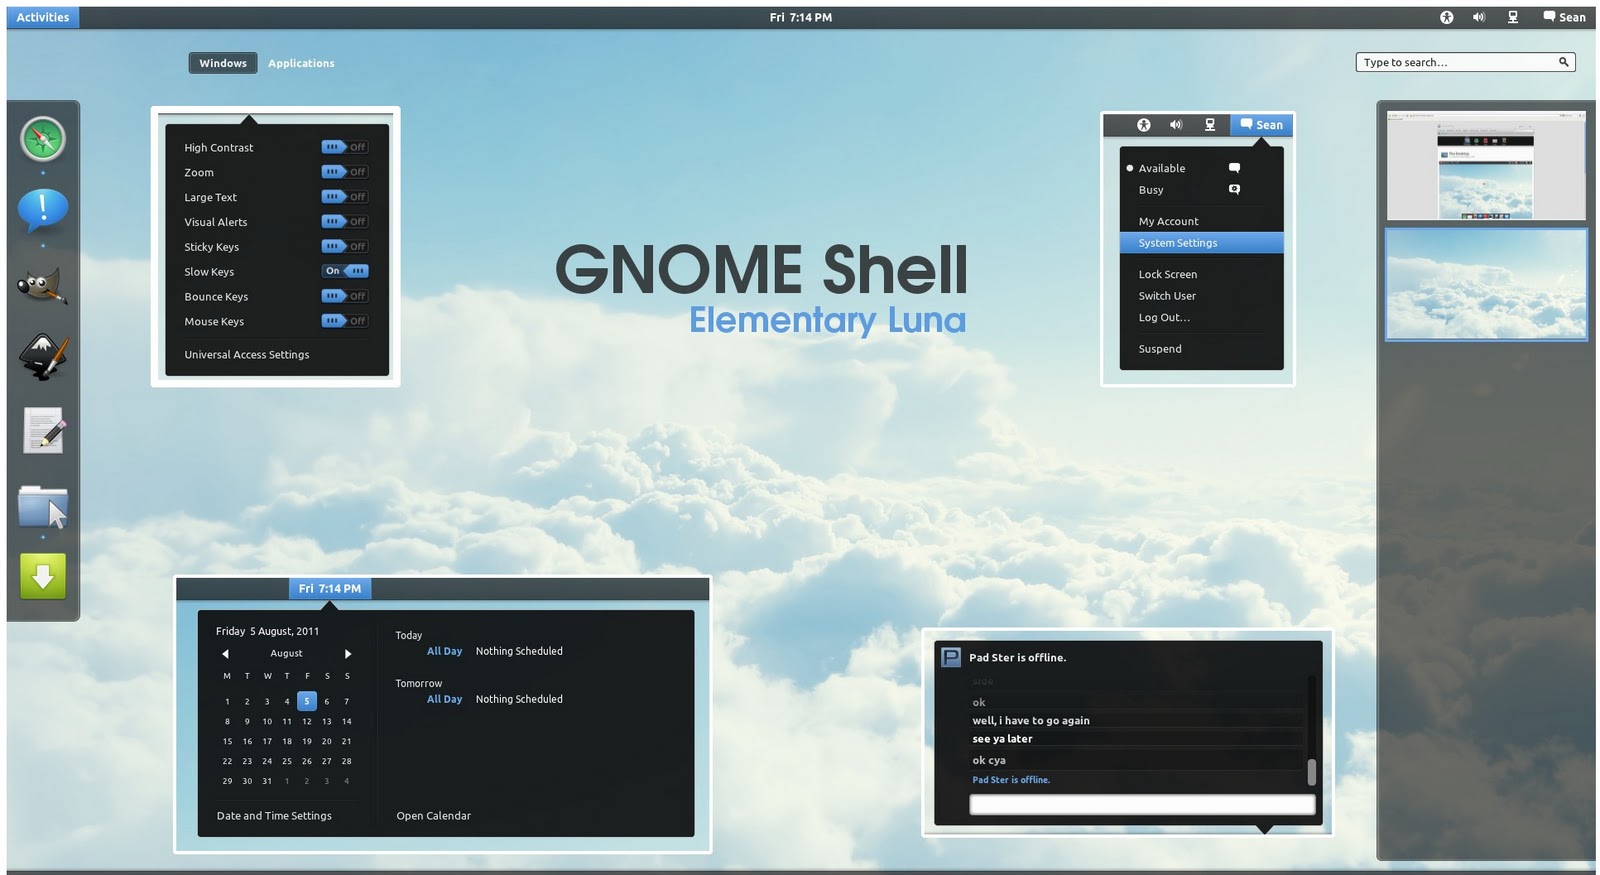 Activities
Fri 7:14 PM
Sean
Windows Applications
Type to search...
High Contrast Off
Zoom Off
Large Text Off
Visual Alerts Off
Sticky Keys Off
Slow Keys On
Bounce Keys Off
Mouse Keys Off
Universal Access Settings
GNOME Shell
Elementary Luna
Sean
Available
Busy
My Account
System Settings
Lock Screen
Switch User
Log Out...
Suspend
Fri 7:14 PM
Friday 5 August, 2011
August
M T W T F S S
1 2 3 4 5 6 7
8 9 10 11 12 13 14
15 16 17 18 19 20 21
22 23 24 25 26 27 28
29 30 31 1 2 3 4
Date and Time Settings
Today
All Day Nothing Scheduled
Tomorrow
All Day Nothing Scheduled
Open Calendar
Pad Ster is offline.
side
ok
well, i have to go again
see ya later
ok cya
Pad Ster is offline.